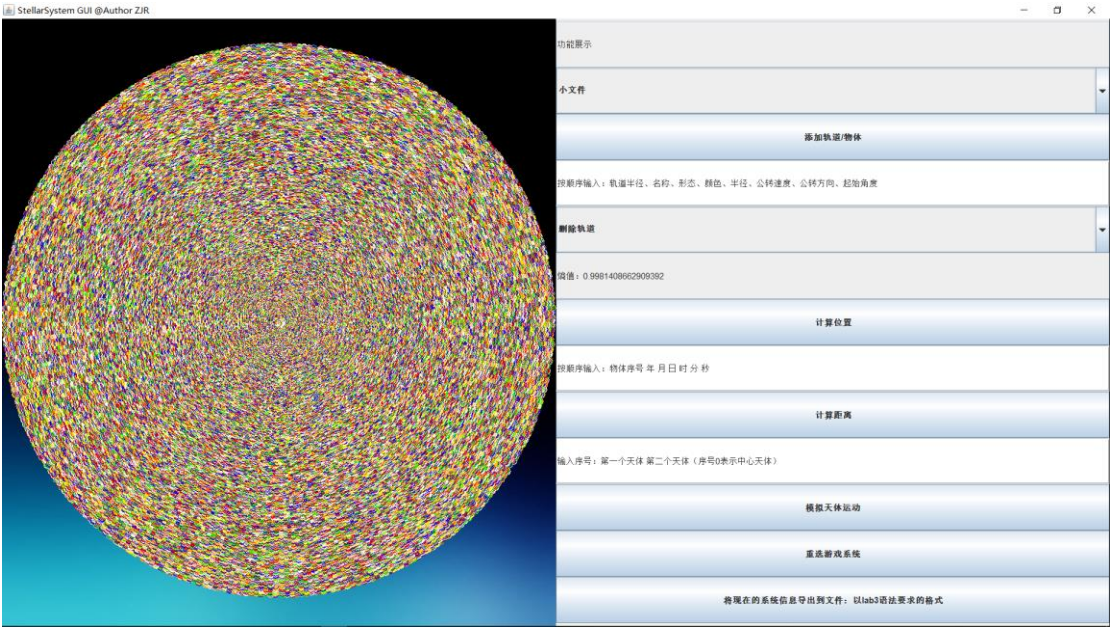 StellarSystem GUI @Author ZJR
功能展示
小文件
添加轨道/物体
按顺序输入：轨道半径、名称、形态、颜色、半径、公转速度、公转方向、起始角度
删除轨道
熵值：0.9981408662909392
计算位置
按顺序输入：物体序号 年 月 日 时 分 秒
计算距离
输入序号：第一个天体 第二个天体（序号0表示中心天体）
模拟天体运动
重选游戏系统
将现在的系统信息导出到文件：以lab3语法要求的格式